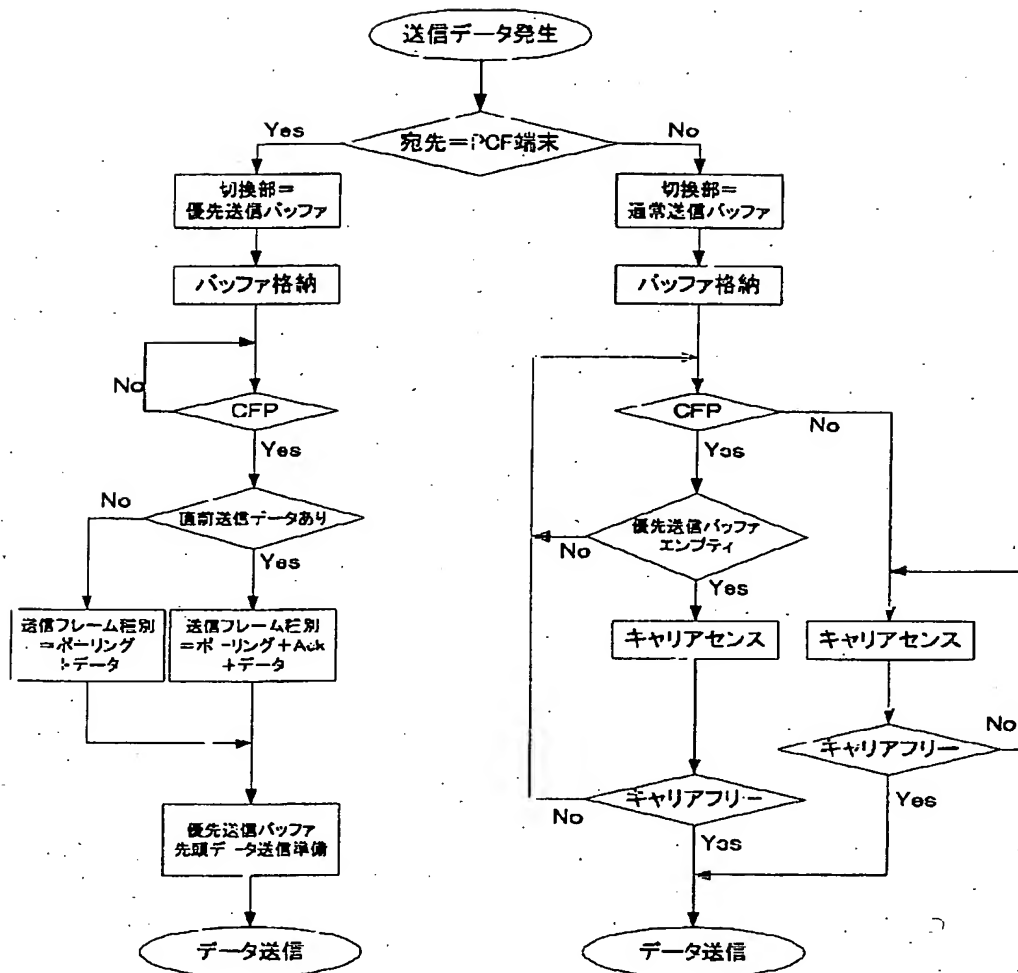 送信データ発生
宛先=PCF端末
Yes
No
切換部=
優先送信バッファ
切換部=
通常送信バッファ
バッファ格納
バッファ格納
No
CFP
Yes
CFP
No
Yes
No
直前送信データあり
Yes
優先送信バッファ
エンプティ
No
Yes
送信フレーム種別
=ポーリング
+データ
送信フレーム種別
=ポーリング+Ack
+データ
キャリアセンス
キャリアセンス
キャリアフリー
No
Yes
キャリアフリー
No
Yes
優先送信バッファ
先頭データ送信準備
データ送信
データ送信